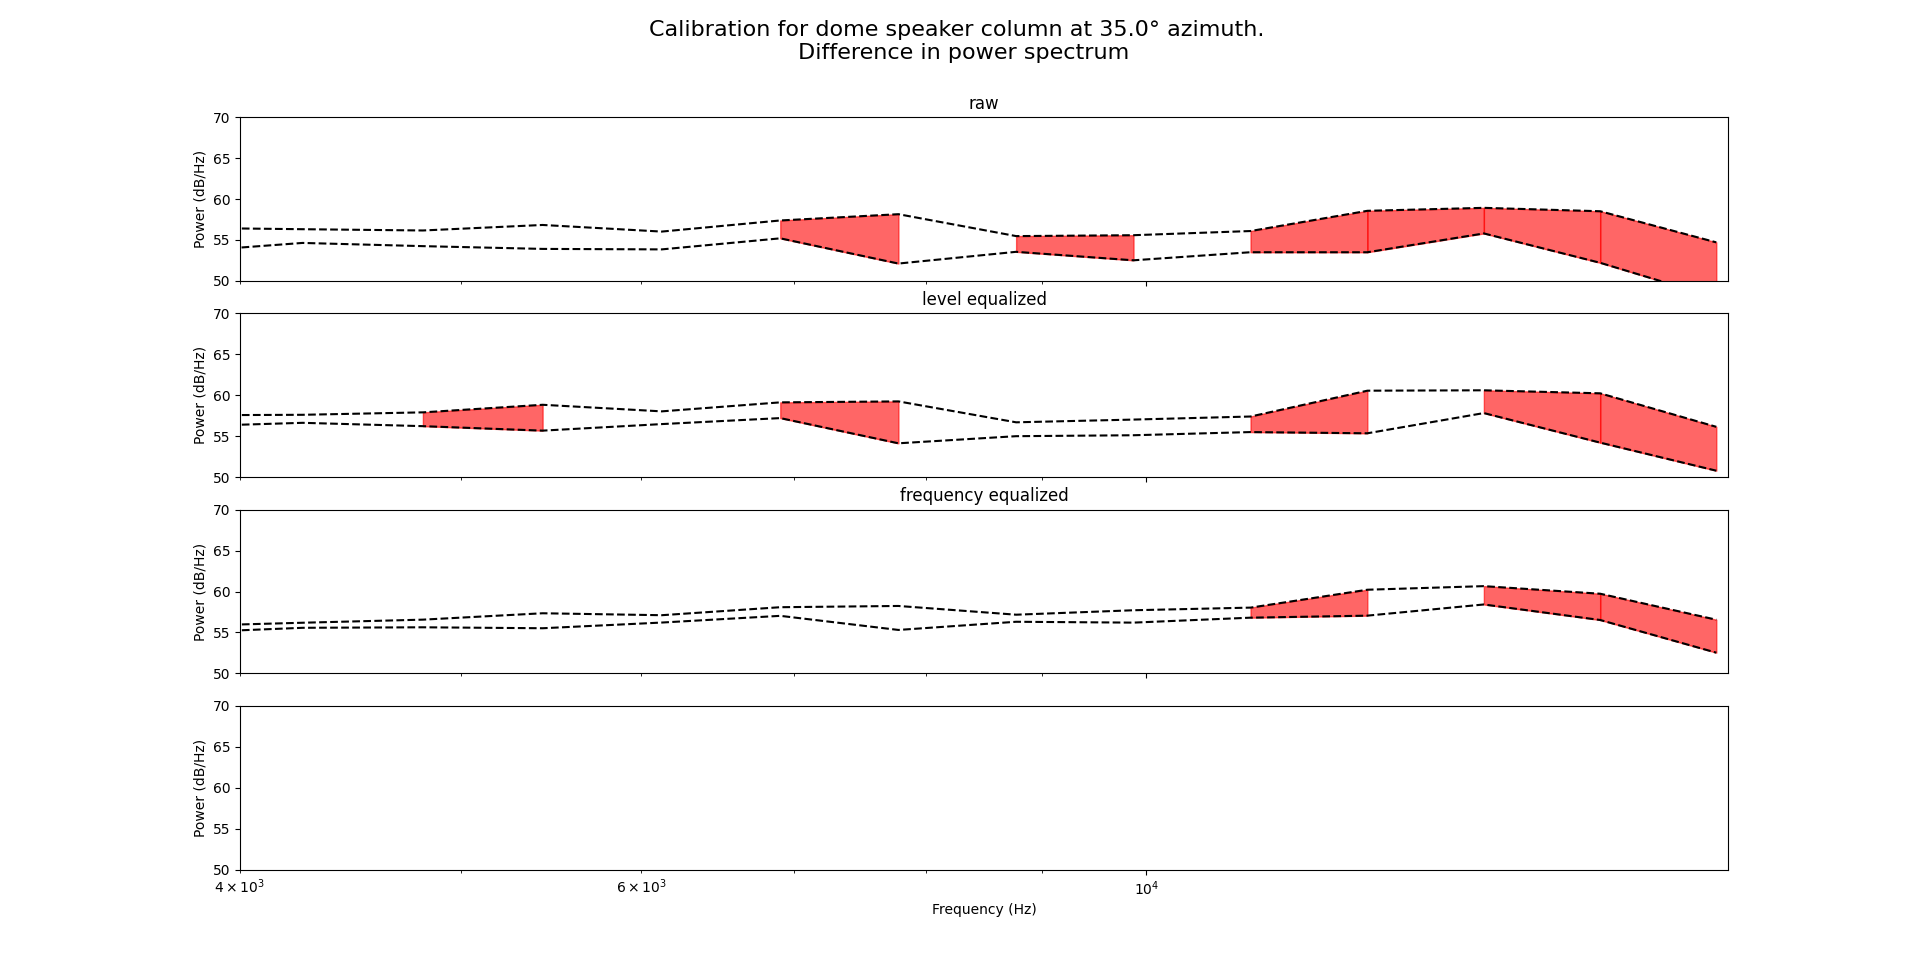 Calibration for dome speaker column at 35.0° azimuth.
Difference in power spectrum
raw
70
65
60
55
50
Power (dB/Hz)
level equalized
70
65
60
55
50
Power (dB/Hz)
frequency equalized
70
65
60
55
50
Power (dB/Hz)
70
65
60
55
50
Power (dB/Hz)
4 × 10³ 6 × 10³ 10⁴
Frequency (Hz)